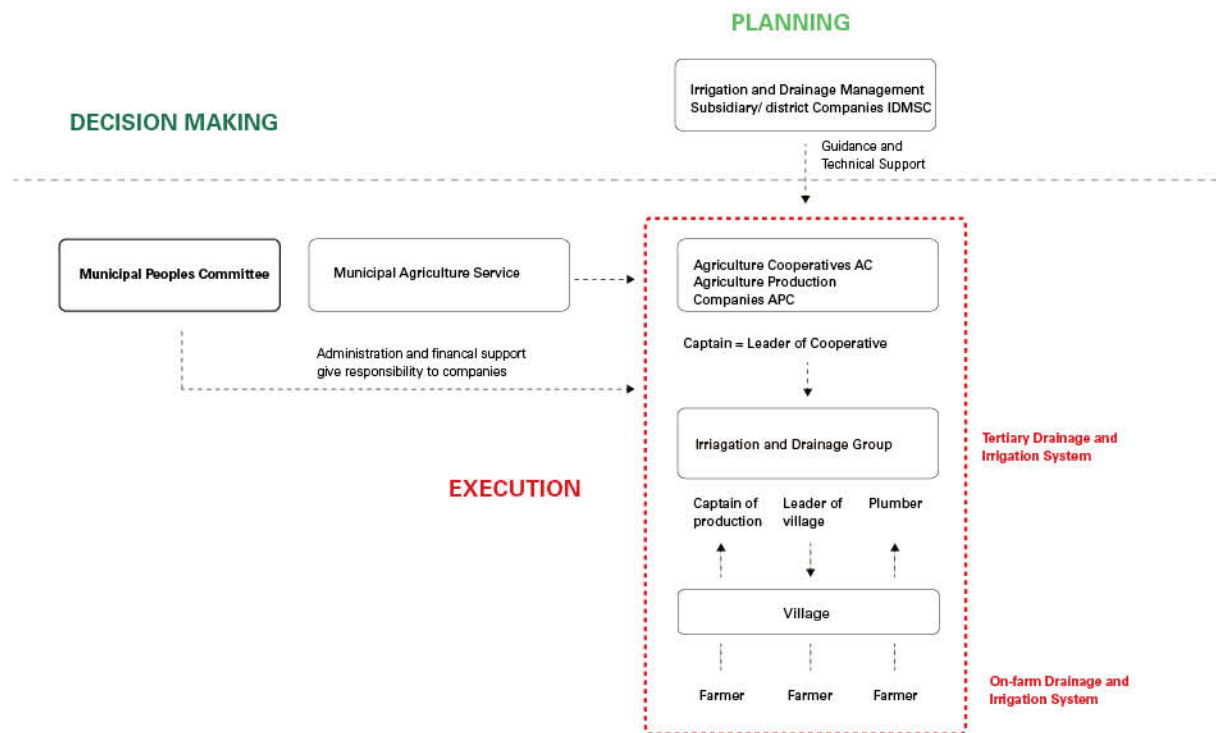 PLANNING
Irrigation and Drainage Management
Subsidiary/ district Companies IDMSC
DECISION MAKING
Guidance and
Technical Support
Municipal Peoples Committee
Municipal Agriculture Service
Agriculture Cooperatives AC
Agriculture Production
Companies APC
Captain = Leader of Cooperative
Administration and financal support
give responsibility to companies
Irriagation and Drainage Group
Tertiary Drainage and
Irrigation System
EXECUTION
Captain of
production
Leader of
village
Plumber
Village
Farmer
Farmer
Farmer
On-farm Drainage and
Irrigation System